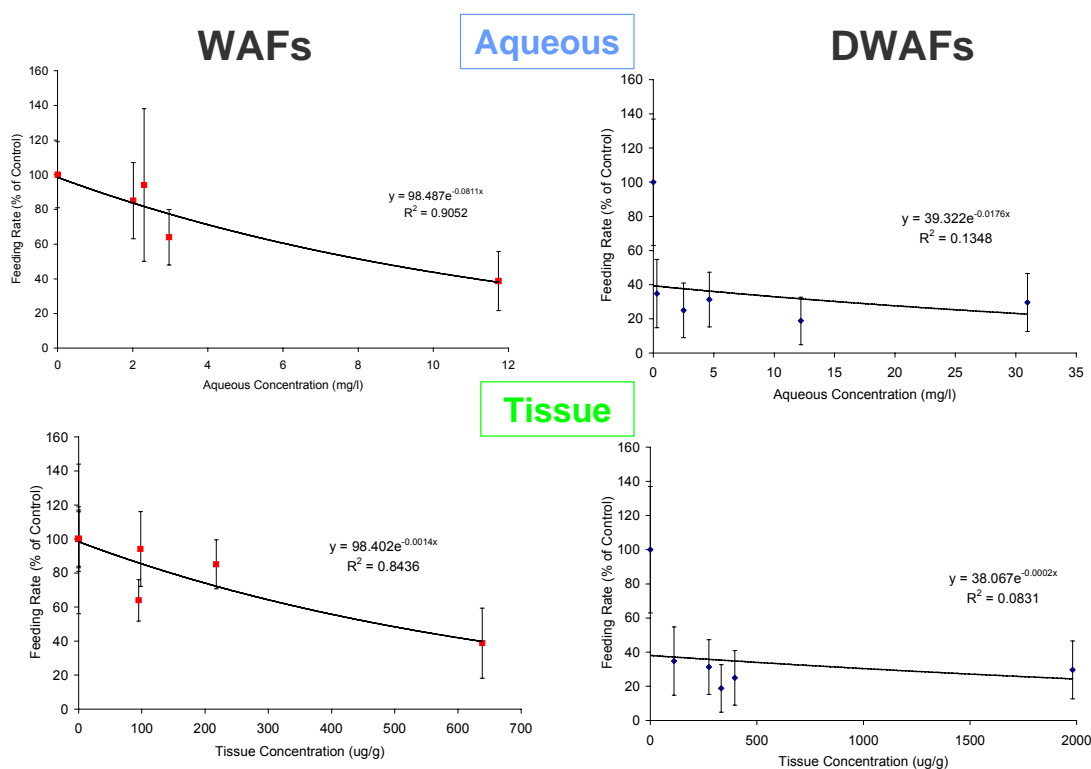 WAFs
Aqueous
DWAFs
160
140
120
100
80
60
40
20
0
Feeding Rate (% of Control)
y = 98.487e^-0.0811x
R² = 0.9052
0 2 4 6 8 10 12
Aqueous Concentration (mg/l)
160
140
120
100
80
60
40
20
0
Feeding Rate (% of Control)
y = 39.322e^-0.0176x
R² = 0.1348
0 5 10 15 20 25 30 35
Aqueous Concentration (mg/l)
Tissue
160
140
120
100
80
60
40
20
0
Feeding Rate (% of Control)
y = 98.402e^-0.0014x
R² = 0.8436
0 100 200 300 400 500 600 700
Tissue Concentration (ug/g)
160
140
120
100
80
60
40
20
0
Feeding Rate (% of Control)
y = 38.067e^-0.0002x
R² = 0.0831
0 500 1000 1500 2000
Tissue Concentration (ug/g)